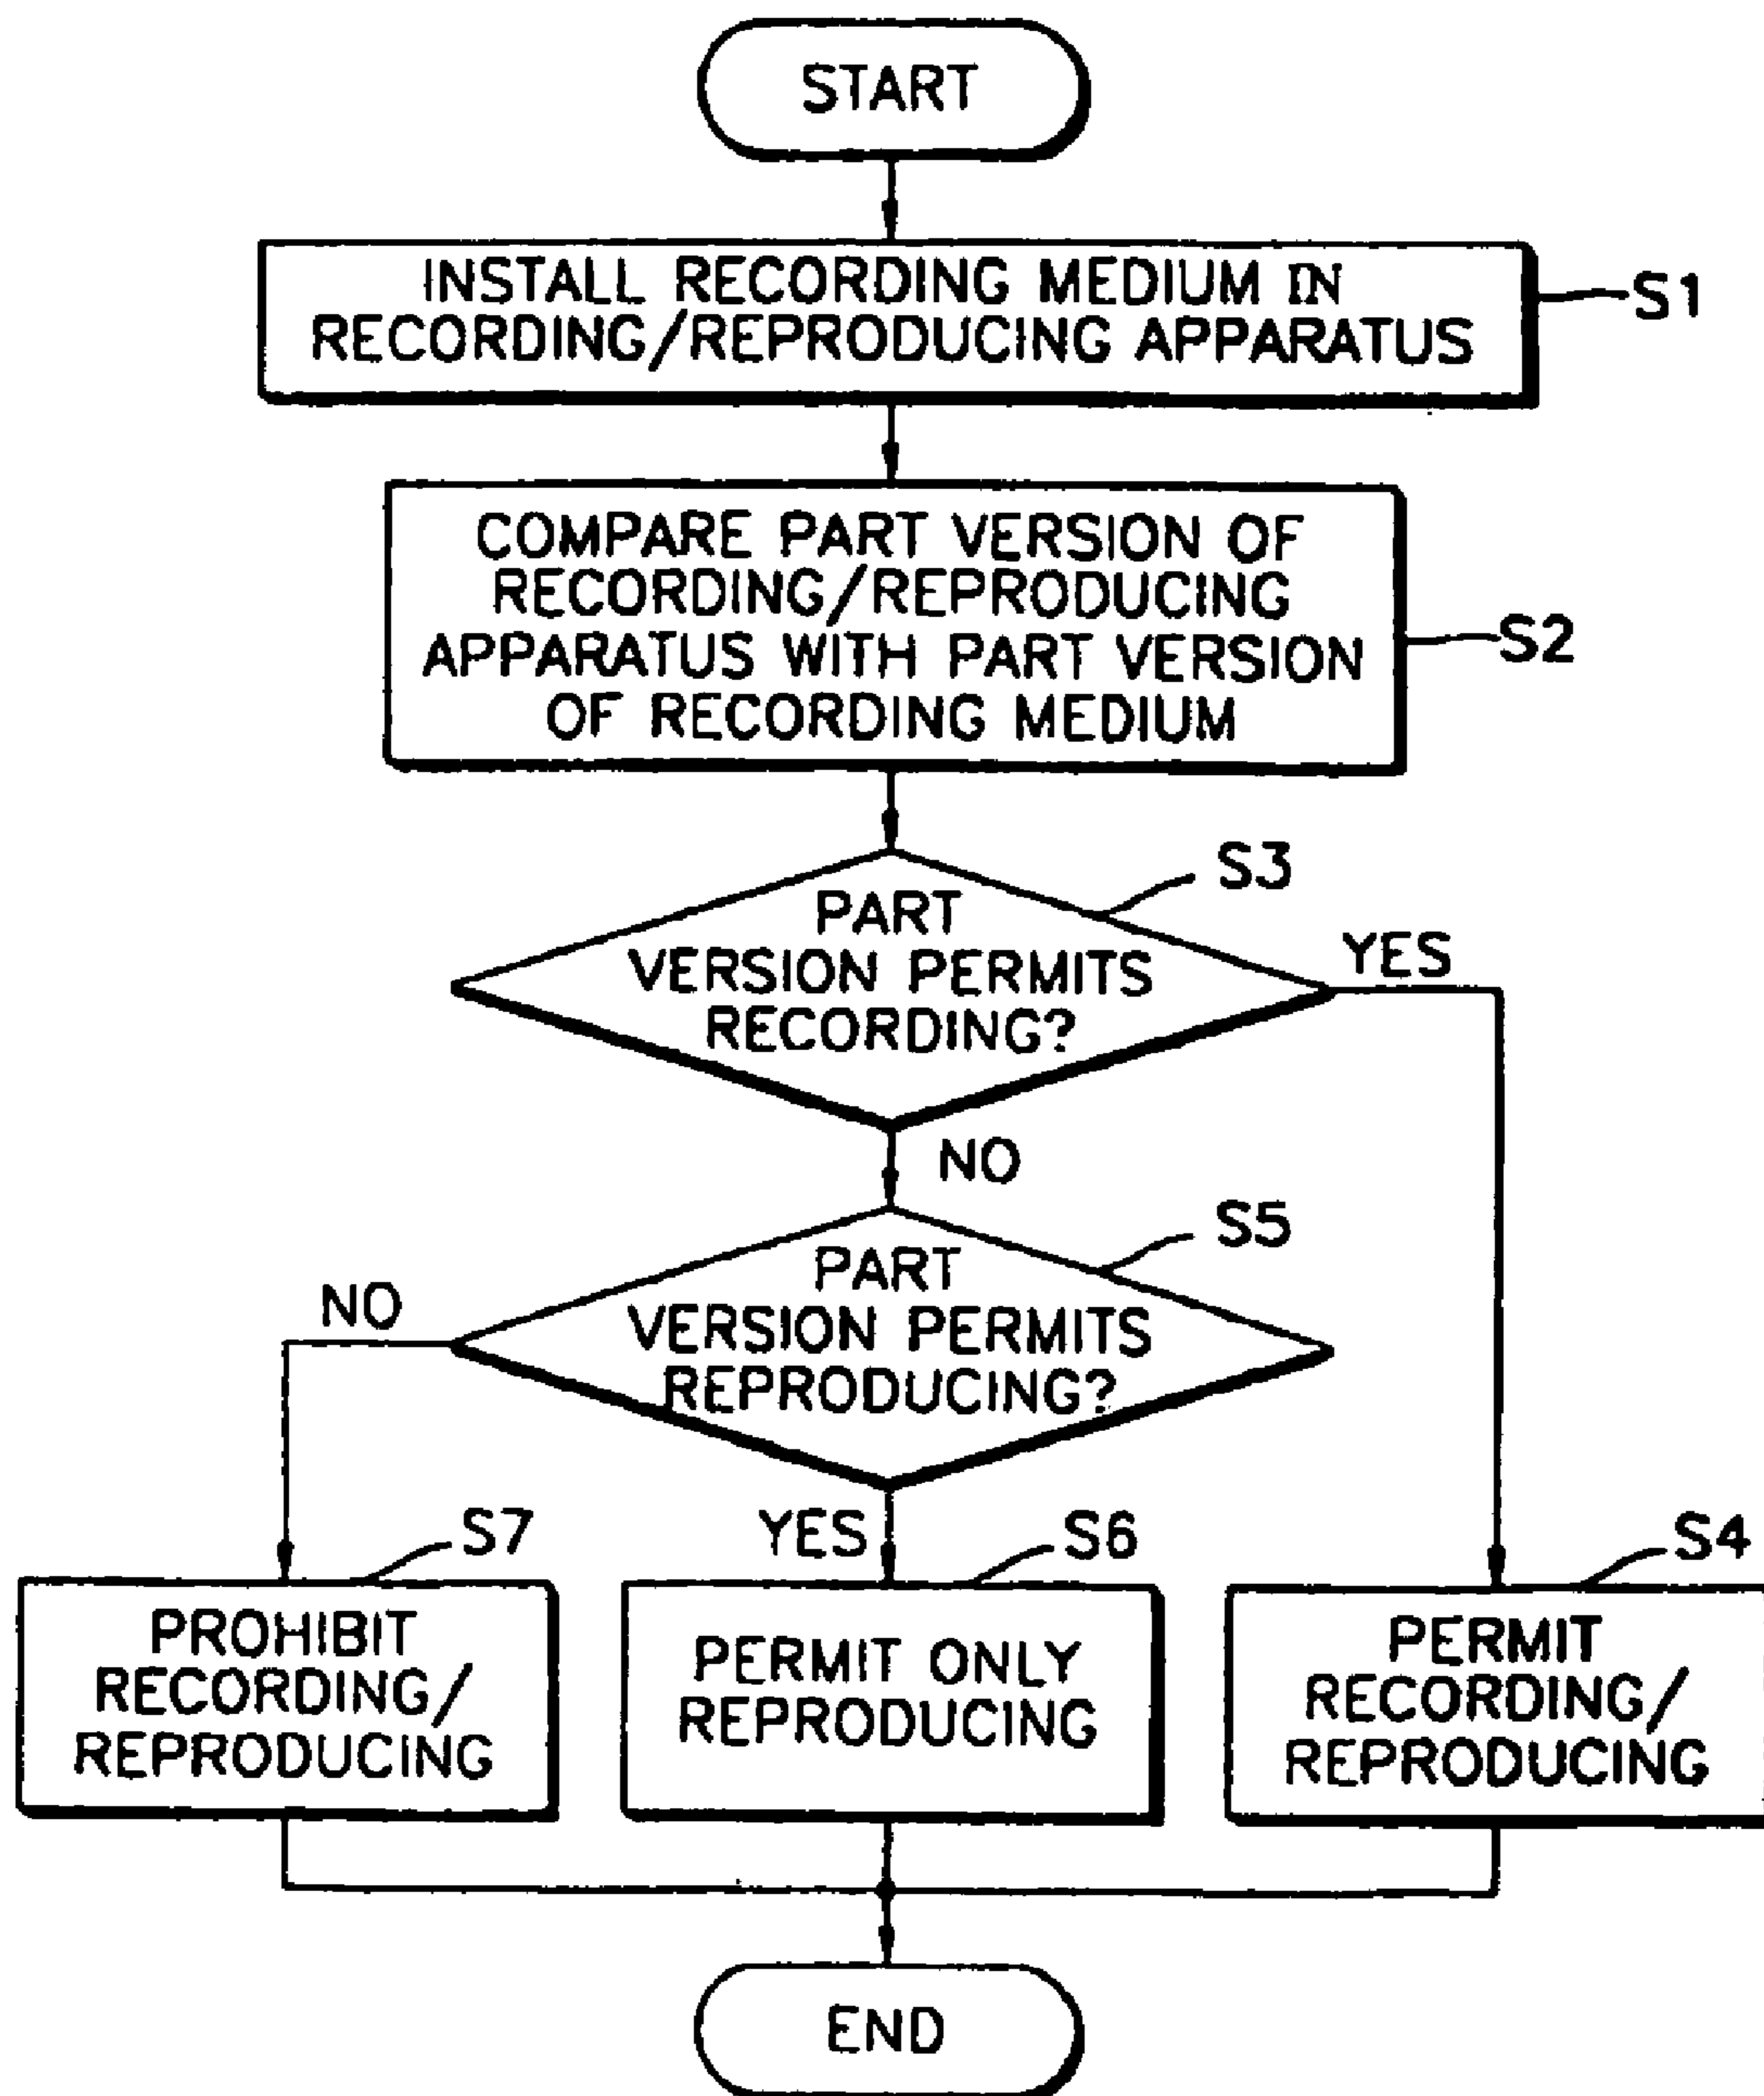 START
INSTALL RECORDING MEDIUM IN
RECORDING/REPRODUCING APPARATUS
S1
COMPARE PART VERSION OF
RECORDING/REPRODUCING
APPARATUS WITH PART VERSION
OF RECORDING MEDIUM
S2
S3
PART
VERSION PERMITS
RECORDING?
YES
NO
S5
PART
VERSION PERMITS
REPRODUCING?
NO
YES
S7
PROHIBIT
RECORDING/
REPRODUCING
S6
PERMIT ONLY
REPRODUCING
S4
PERMIT
RECORDING/
REPRODUCING
END